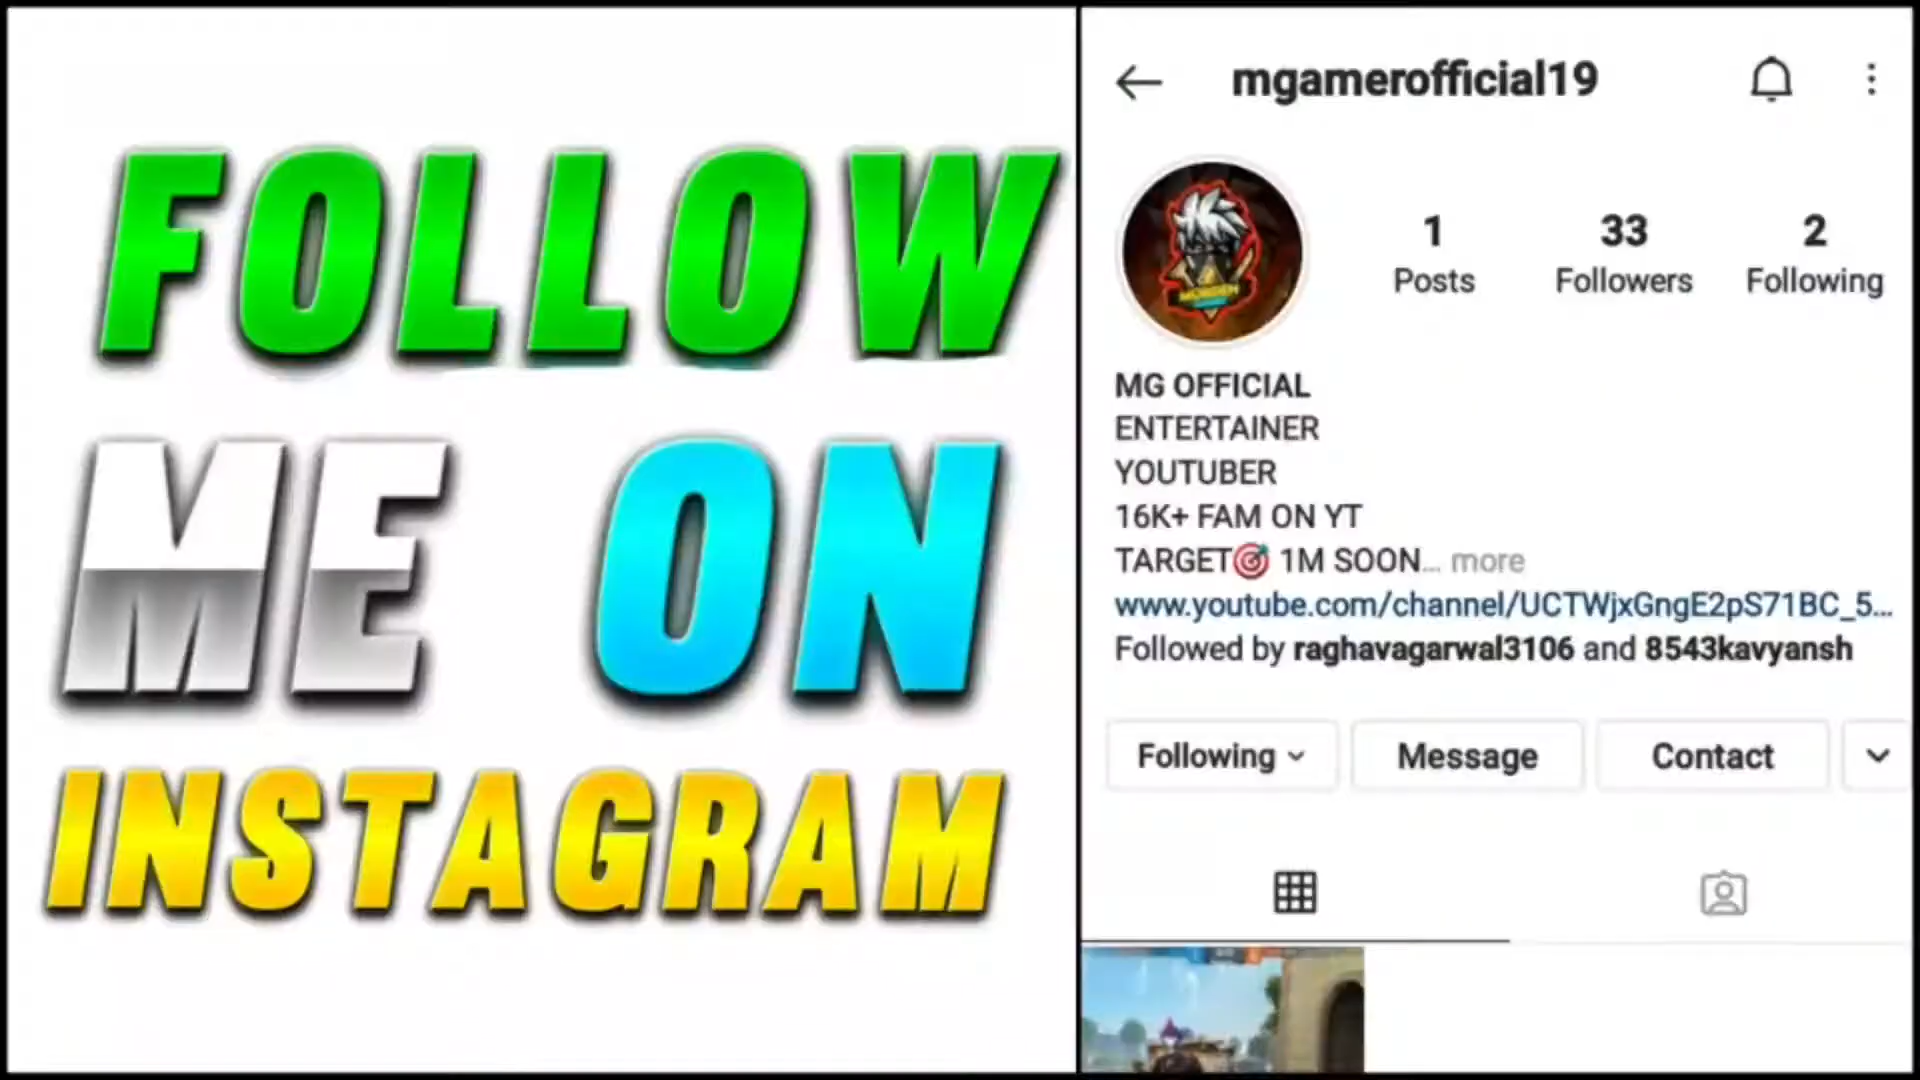 FOLLOW
ME ON
INSTAGRAM
mgamerofficial19
1 33 2
Posts Followers Following
MG OFFICIAL
ENTERTAINER
YOUTUBER
16K+ FAM ON YT
TARGET🎯 1M SOON... more
www.youtube.com/channel/UCTWjxGngE2pS71BC_5...
Followed by raghavagarwal3106 and 8543kavyansh
Following Message Contact